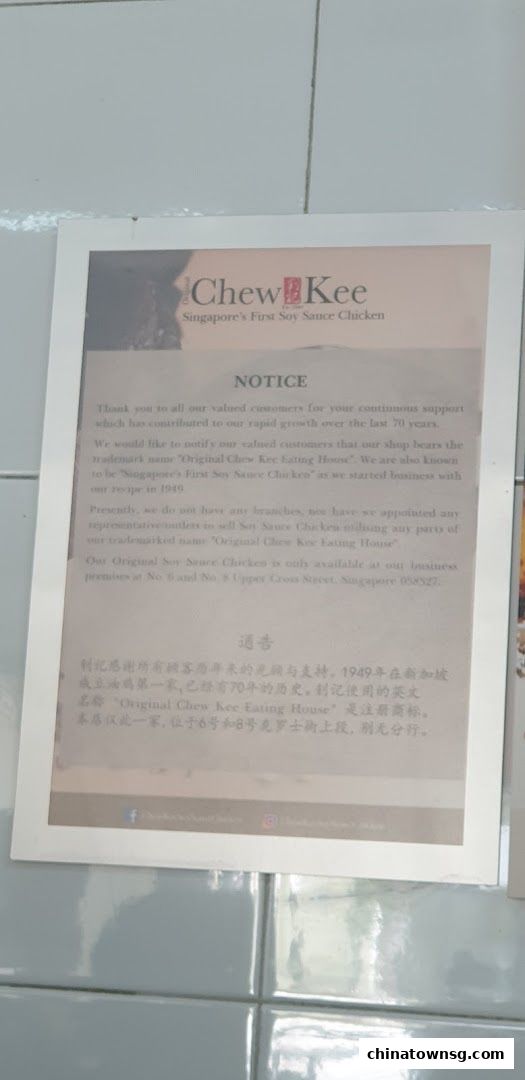 Original
Chew Kee
Singapore's First Soy Sauce Chicken
NOTICE
Thank you to all our valued customers for your continuous support
which has contributed to our rapid growth over the last 70 years.
We would like to notify our valued customers that our shop bears the
trademark name "Original Chew Kee Eating House". We are also known
to be "Singapore's First Soy Sauce Chicken" as we started business with
our recipe in 1949.
Presently, we do not have any branches, nor have we appointed any
representative/outlets to sell Soy Sauce Chicken utilising any parts of
our trademarked name "Original Chew Kee Eating House".
Our Original Soy Sauce Chicken is only available at our business
premises at No. 6 and No. 8 Upper Cross Street, Singapore 058327.
通告
钊记感谢所有顾客历年来的光顾与支持。1949年在新加坡
成立油鸡第一家,已经有70年的历史。钊记使用的英文
名称 "Original Chew Kee Eating House" 是注册商标。
本店仅此一家,位于6号和8号克罗士街上段,别无分行。
chinatownsg.com